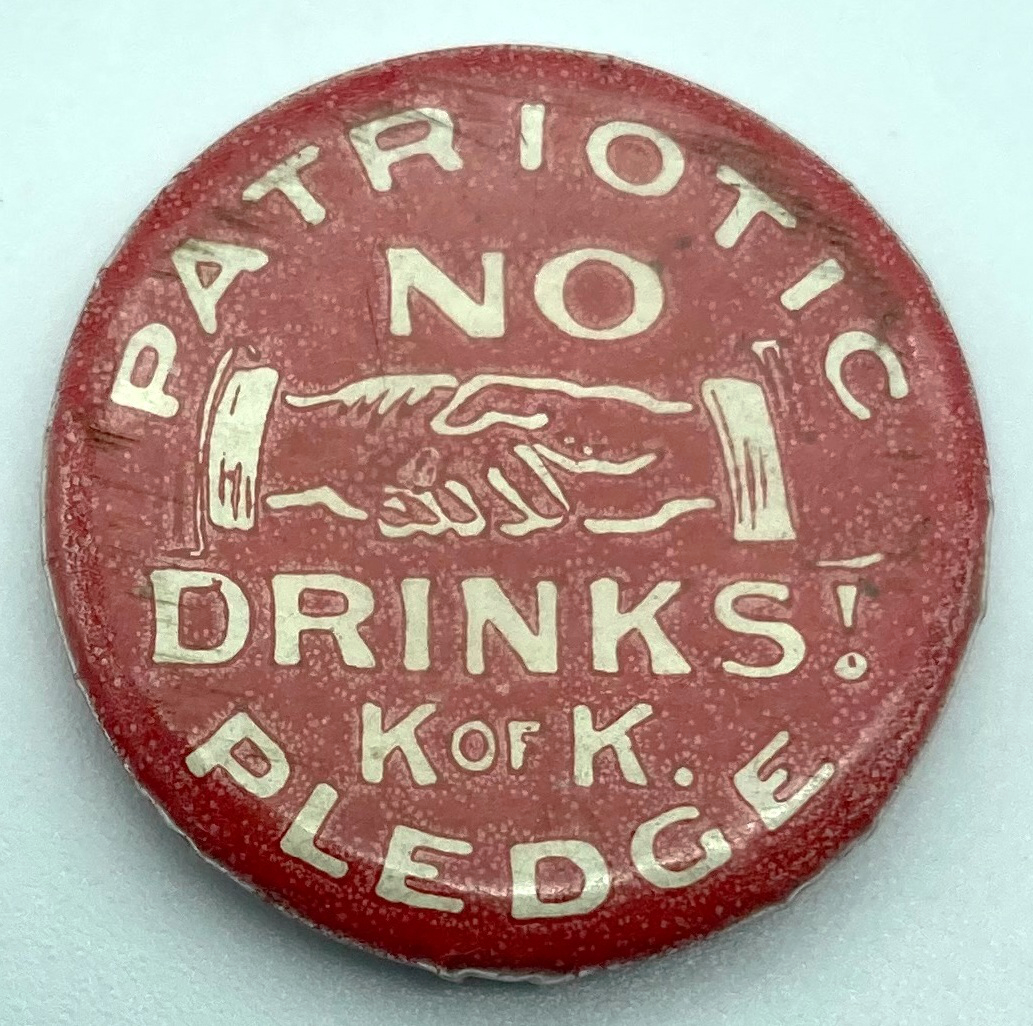 PATRIOTIC
NO
DRINKS!
K OF K.
PLEDGE